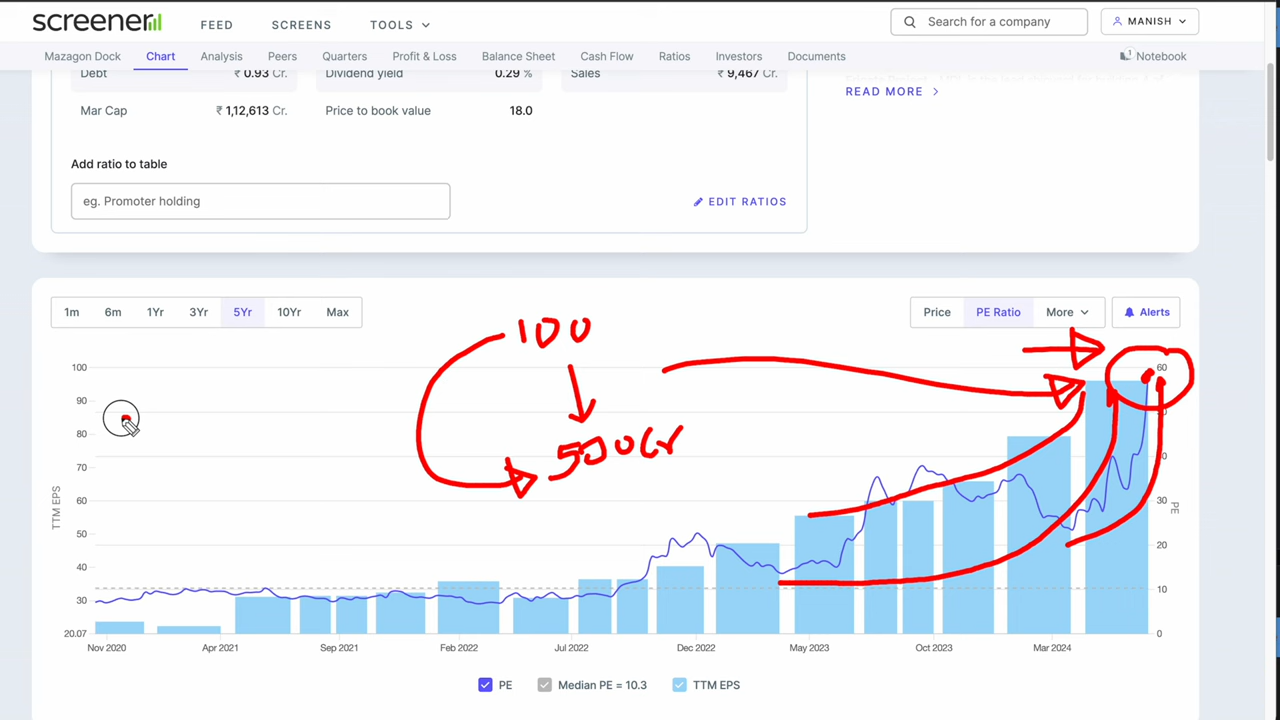 screener FEED SCREENS TOOLS Search for a company MANISH
Mazagon Dock Chart Analysis Peers Quarters Profit & Loss Balance Sheet Cash Flow Ratios Investors Documents 1 Notebook
Debt ₹ 0.93 Cr. Dividend yield 0.29 % Sales ₹ 9,467 Cr.
READ MORE
Mar Cap ₹ 1,12,613 Cr. Price to book value 18.0
Add ratio to table
eg. Promoter holding EDIT RATIOS
1m 6m 1Yr 3Yr 5Yr 10Yr Max Price PE Ratio More Alerts
100
500Cr
100 60
90
80 40
70
60 30
50
40 20
30 10
20.07 0
TTM EPS
PE
Nov 2020 Apr 2021 Sep 2021 Feb 2022 Jul 2022 Dec 2022 May 2023 Oct 2023 Mar 2024
PE Median PE = 10.3 TTM EPS